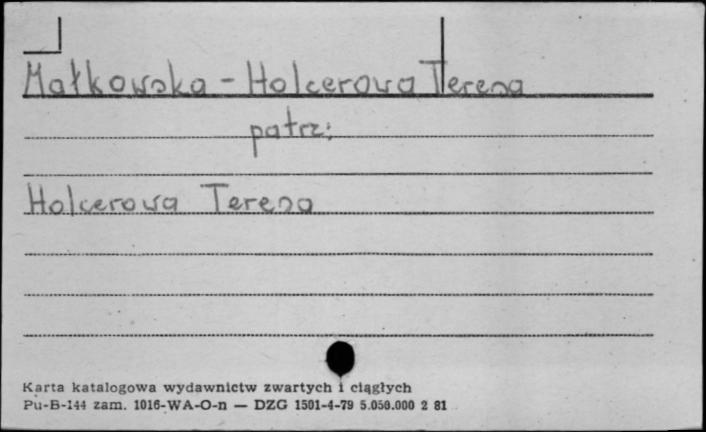 Małkowska - Holcerowa Teresa
patrz:
Holcerowa Teresa
Karta katalogowa wydawnictw zwartych i ciągłych
Pu-B-144 zam. 1016-WA-O-n — DZG 1501-4-79 5.050.000 2 81